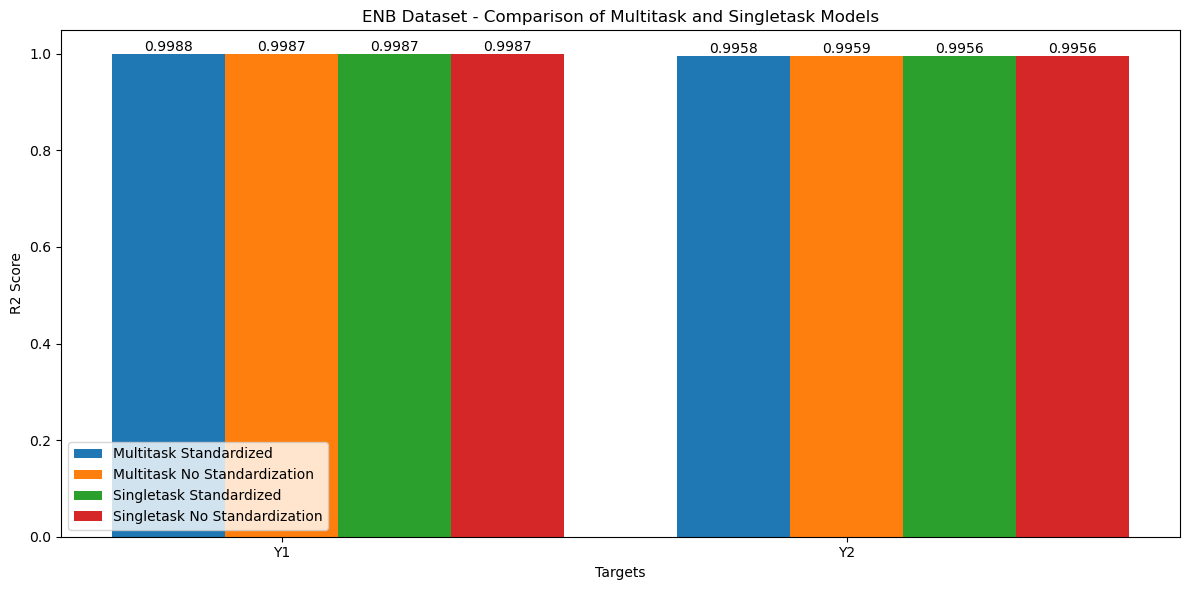 ENB Dataset - Comparison of Multitask and Singletask Models
0.9988 0.9987 0.9987 0.9987 0.9958 0.9959 0.9956 0.9956
1.0
0.8
0.6
0.4
0.2
0.0
R2 Score
Multitask Standardized
Multitask No Standardization
Singletask Standardized
Singletask No Standardization
Y1 Y2
Targets